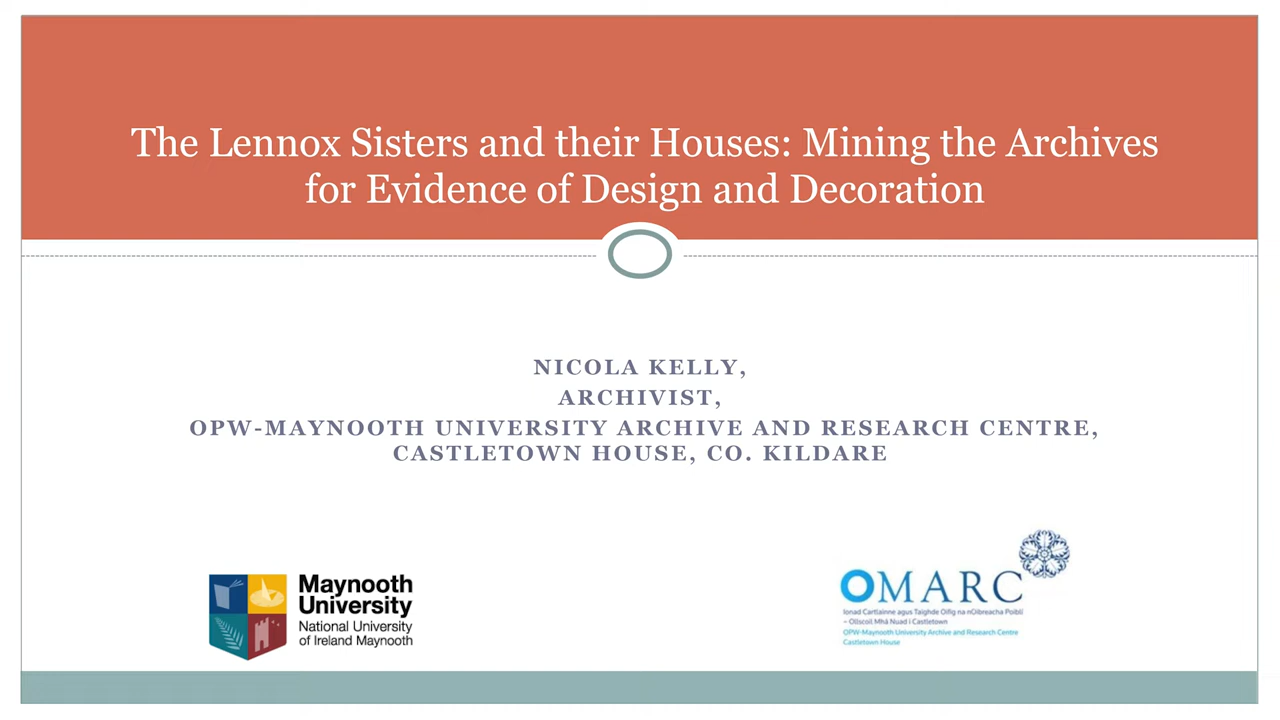 The Lennox Sisters and their Houses: Mining the Archives
for Evidence of Design and Decoration
NICOLA KELLY,
ARCHIVIST,
OPW-MAYNOOTH UNIVERSITY ARCHIVE AND RESEARCH CENTRE,
CASTLETOWN HOUSE, CO. KILDARE
Maynooth
University
National University
of Ireland Maynooth
OMARC
Ionad Cartlainne agus Taighde Oifig na nOibreacha Poiblí
– Ollscoil Mhá Nuad i Castletown
OPW-Maynooth University Archive and Research Centre
Castletown House